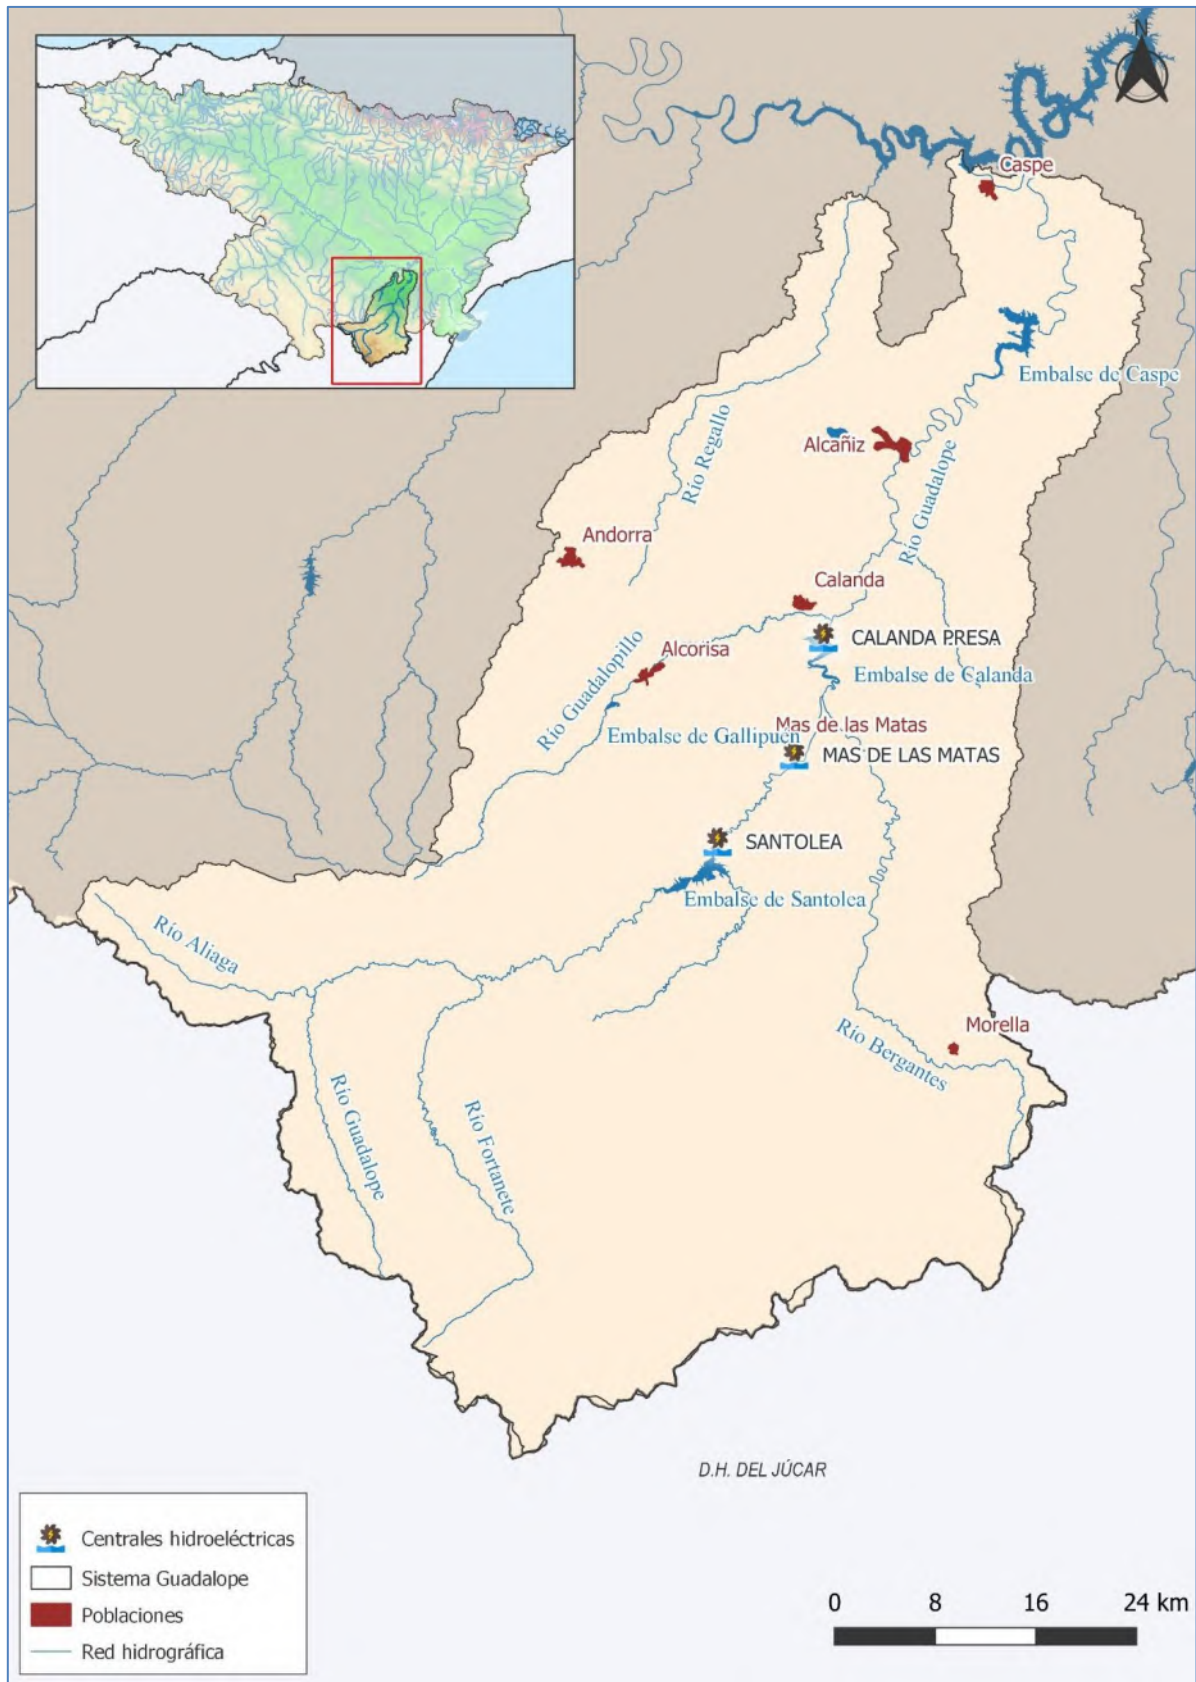 N
Caspe
Embalse de Caspe
Río Regallo
Alcañiz
Río Guadalope
Andorra
Calanda
CALANDA PRESA
Alcorisa
Embalse de Calanda
Río Guadalopillo
Mas de las Matas
Embalse de Gallipuén
MAS DE LAS MATAS
SANTOLEA
Embalse de Santolea
Río Aliaga
Morella
Río Bergantes
Río Guadalope
Río Fortanete
D.H. DEL JÚCAR
Centrales hidroeléctricas
Sistema Guadalope
Poblaciones
Red hidrográfica
0 8 16 24 km